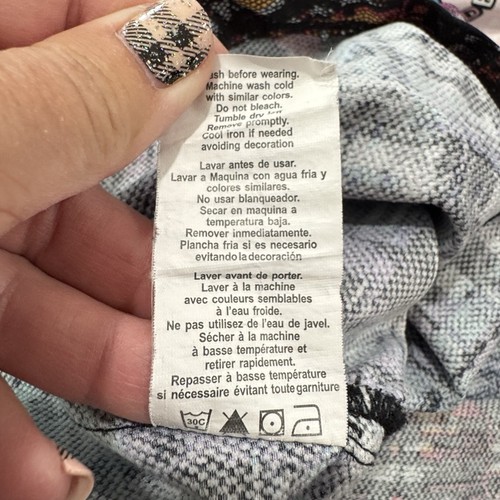 ash before wearing.
Machine wash cold
with similar colors.
Do not bleach.
Tumble dry
Remove promptly.
Cool iron if needed
avoiding decoration
Lavar antes de usar.
Lavar a Maquina con agua fria y
colores similares.
No usar blanqueador.
Secar en maquina a
temperatura baja.
Remover inmediatamente.
Plancha fria si es necesario
evitando la decoración
Laver avant de porter.
Laver à la machine
avec couleurs semblables
à l'eau froide.
Ne pas utilisez de l'eau de javel.
Sécher à la machine
à basse température et
retirer rapidement.
Repasser à basse température
si nécessaire évitant toute garniture
30C